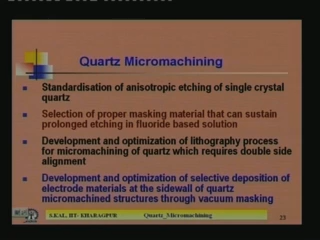 Quartz Micromachining
Standardisation of anisotropic etching of single crystal
quartz
Selection of proper masking material that can sustain
prolonged etching in fluoride based solution
Development and optimization of lithography process
for micromachining of quartz which requires double side
alignment
Development and optimization of selective deposition of
electrode materials at the sidewall of quartz
micromachined structures through vacuum masking
S.KAL, IIT- KHARAGPUR Quartz_Micromachining 23